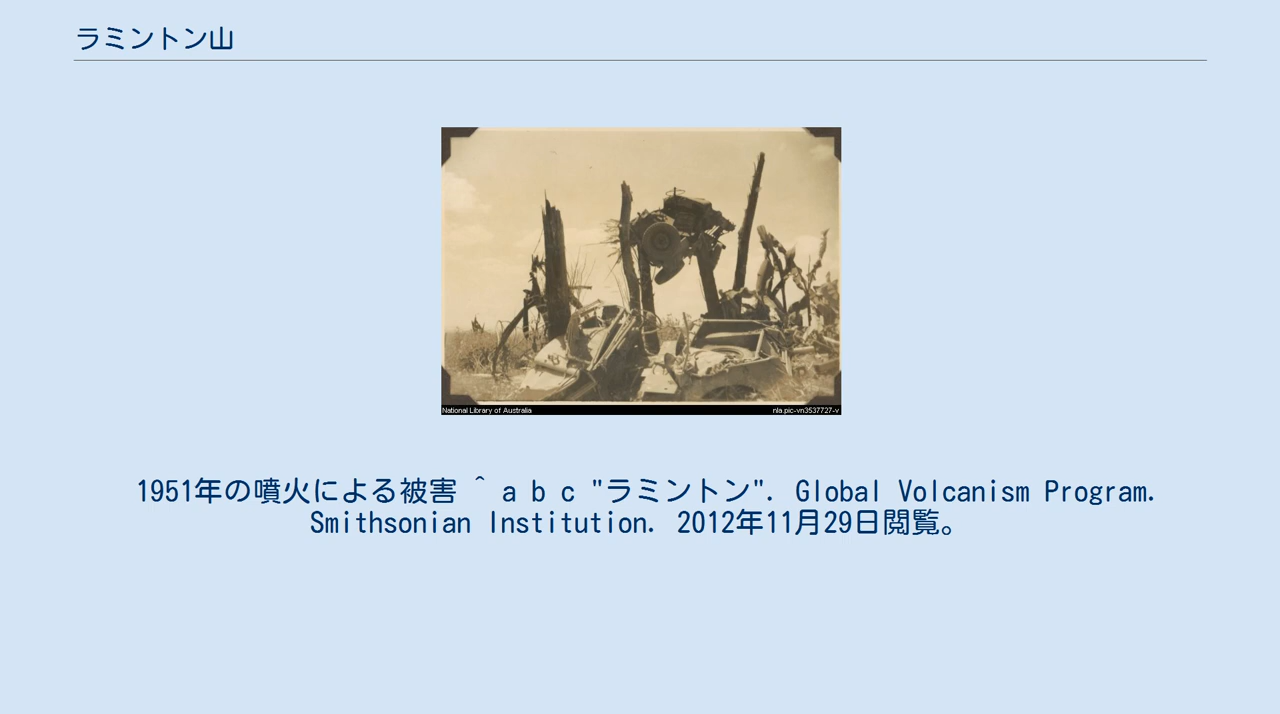 ラミントン山
National Library of Australia
nla.pic-vn3537727-v
1951年の噴火による被害 ^ a b c "ラミントン". Global Volcanism Program.
Smithsonian Institution. 2012年11月29日閲覧。